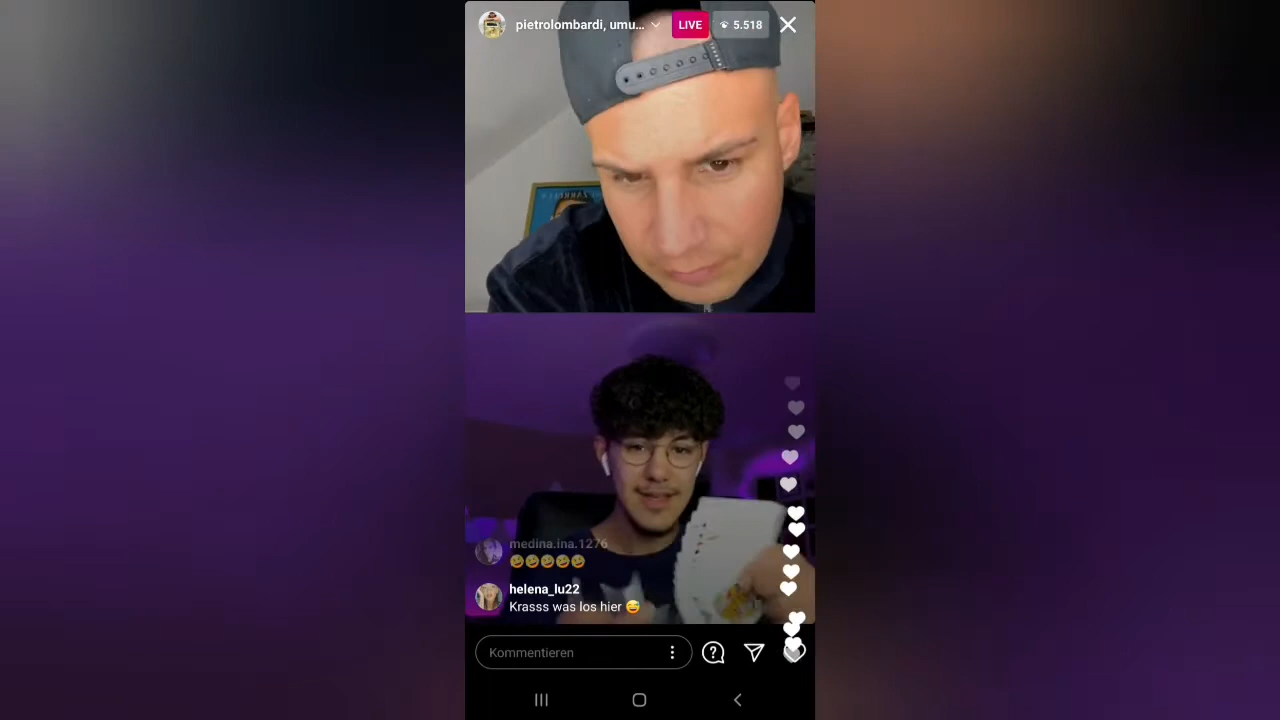 pietrolombardi, umu...
LIVE
5.518
medina.ina.1276
🤣🤣🤣🤣🤣
helena_lu22
Krasss was los hier 😅
Kommentieren